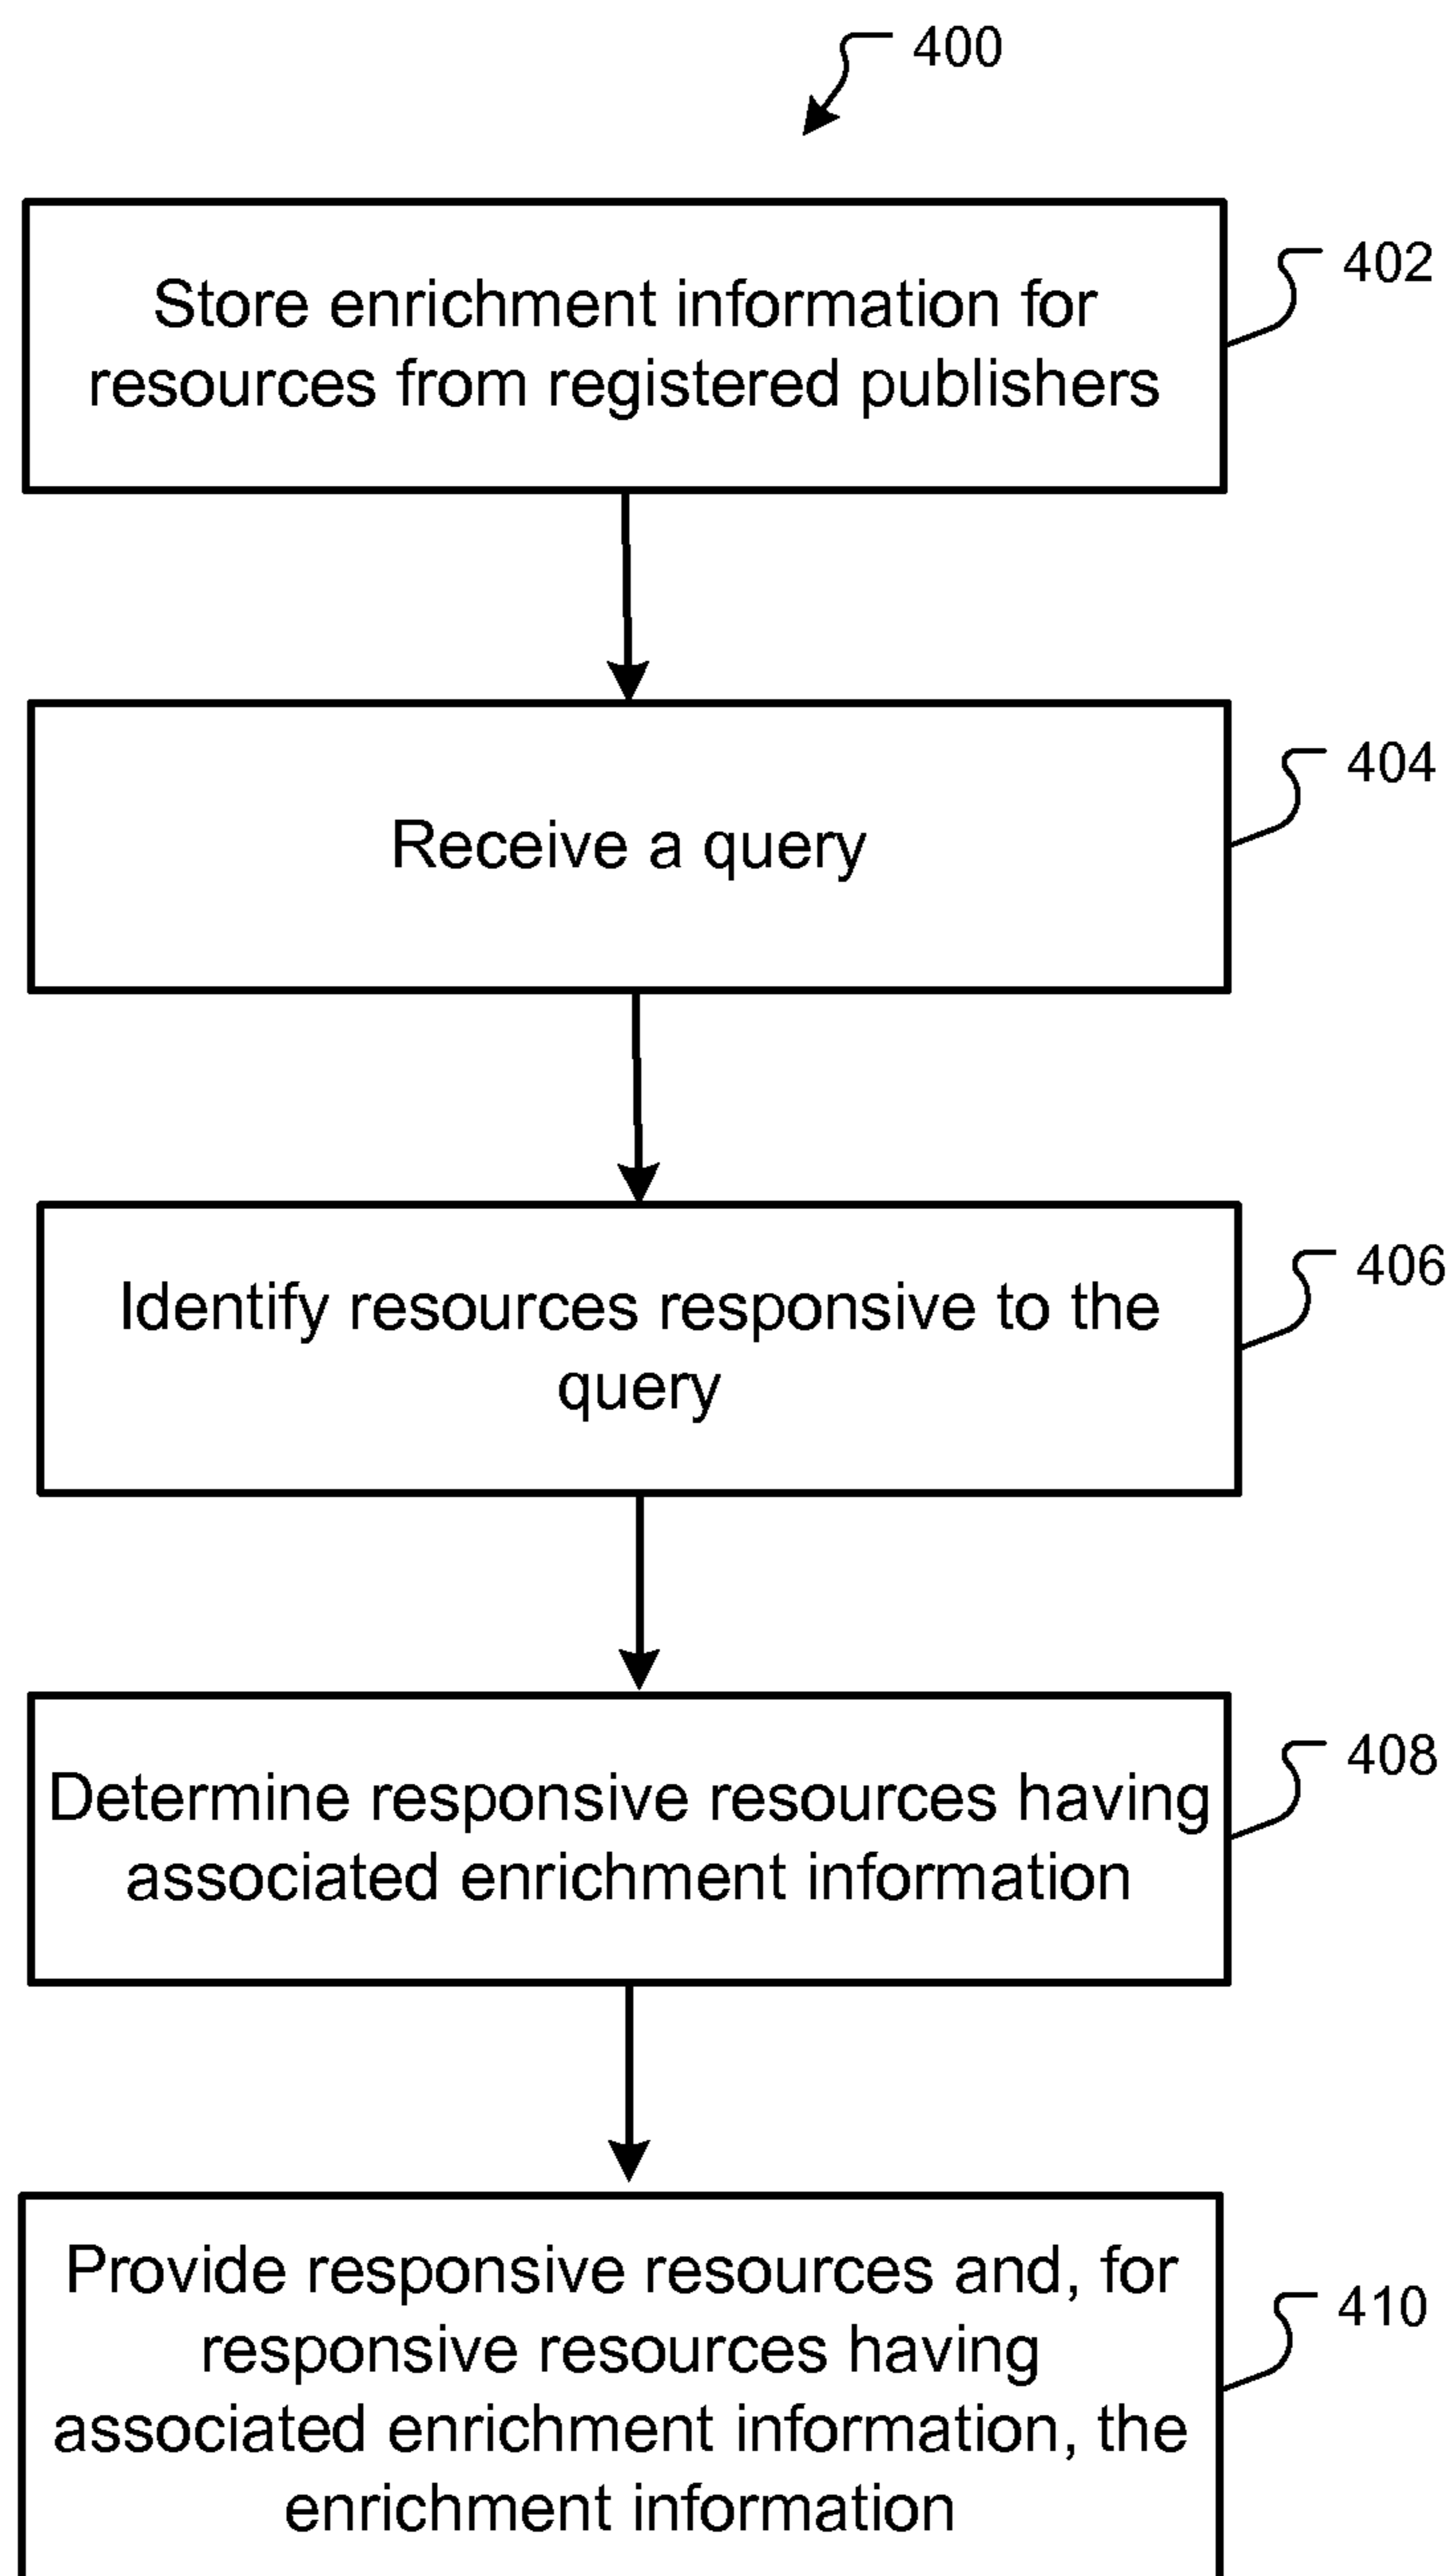 400
Store enrichment information for
resources from registered publishers
402
Receive a query
404
Identify resources responsive to the
query
406
Determine responsive resources having
associated enrichment information
408
Provide responsive resources and, for
responsive resources having
associated enrichment information, the
enrichment information
410